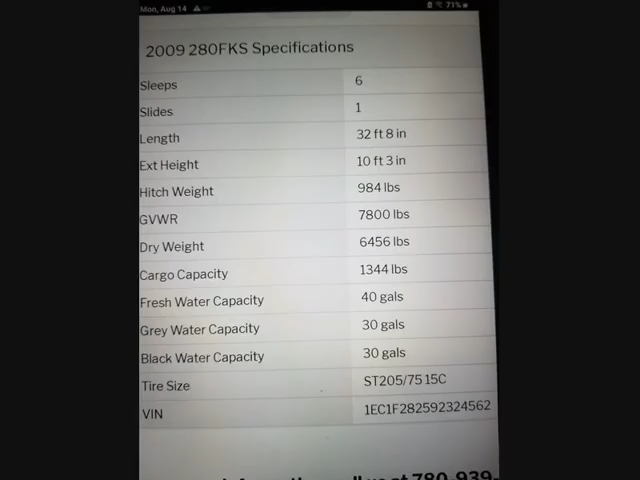 Mon, Aug 14
71%
2009 280FKS Specifications
Sleeps 6
Slides 1
Length 32 ft 8 in
Ext Height 10 ft 3 in
Hitch Weight 984 lbs
GVWR 7800 lbs
Dry Weight 6456 lbs
Cargo Capacity 1344 lbs
Fresh Water Capacity 40 gals
Grey Water Capacity 30 gals
Black Water Capacity 30 gals
Tire Size ST205/75 15C
VIN 1EC1F282592324562
at 780-939-